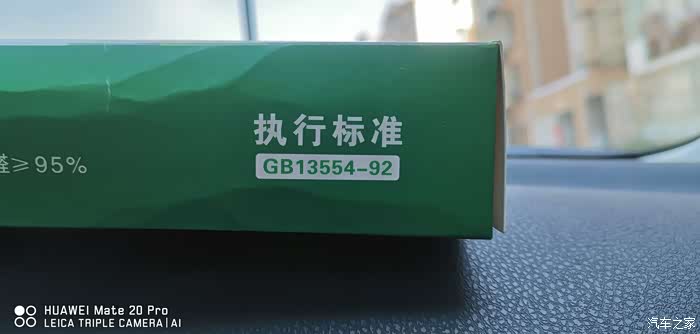 执行标准
GB13554-92
≥95%
HUAWEI Mate 20 Pro
LEICA TRIPLE CAMERA | AI
汽车之家